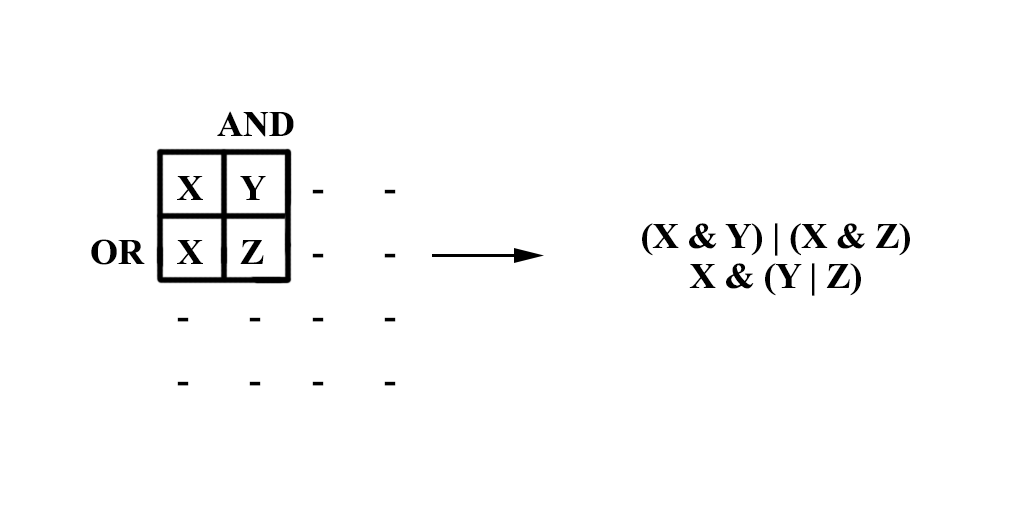 AND
X Y - -
OR X Z - -
- - - -
- - - -
(X & Y) | (X & Z)
X & (Y | Z)